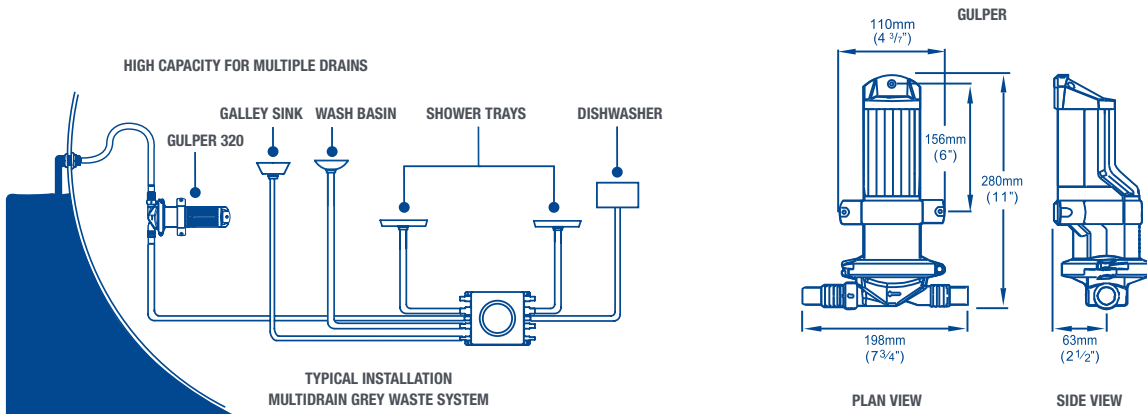 HIGH CAPACITY FOR MULTIPLE DRAINS
GALLEY SINK
WASH BASIN
SHOWER TRAYS
DISHWASHER
GULPER 320
TYPICAL INSTALLATION
MULTIDRAIN GREY WASTE SYSTEM
GULPER
110mm
(4 3/7")
156mm
(6")
280mm
(11")
198mm
(7 3/4")
63mm
(2 1/2")
PLAN VIEW
SIDE VIEW